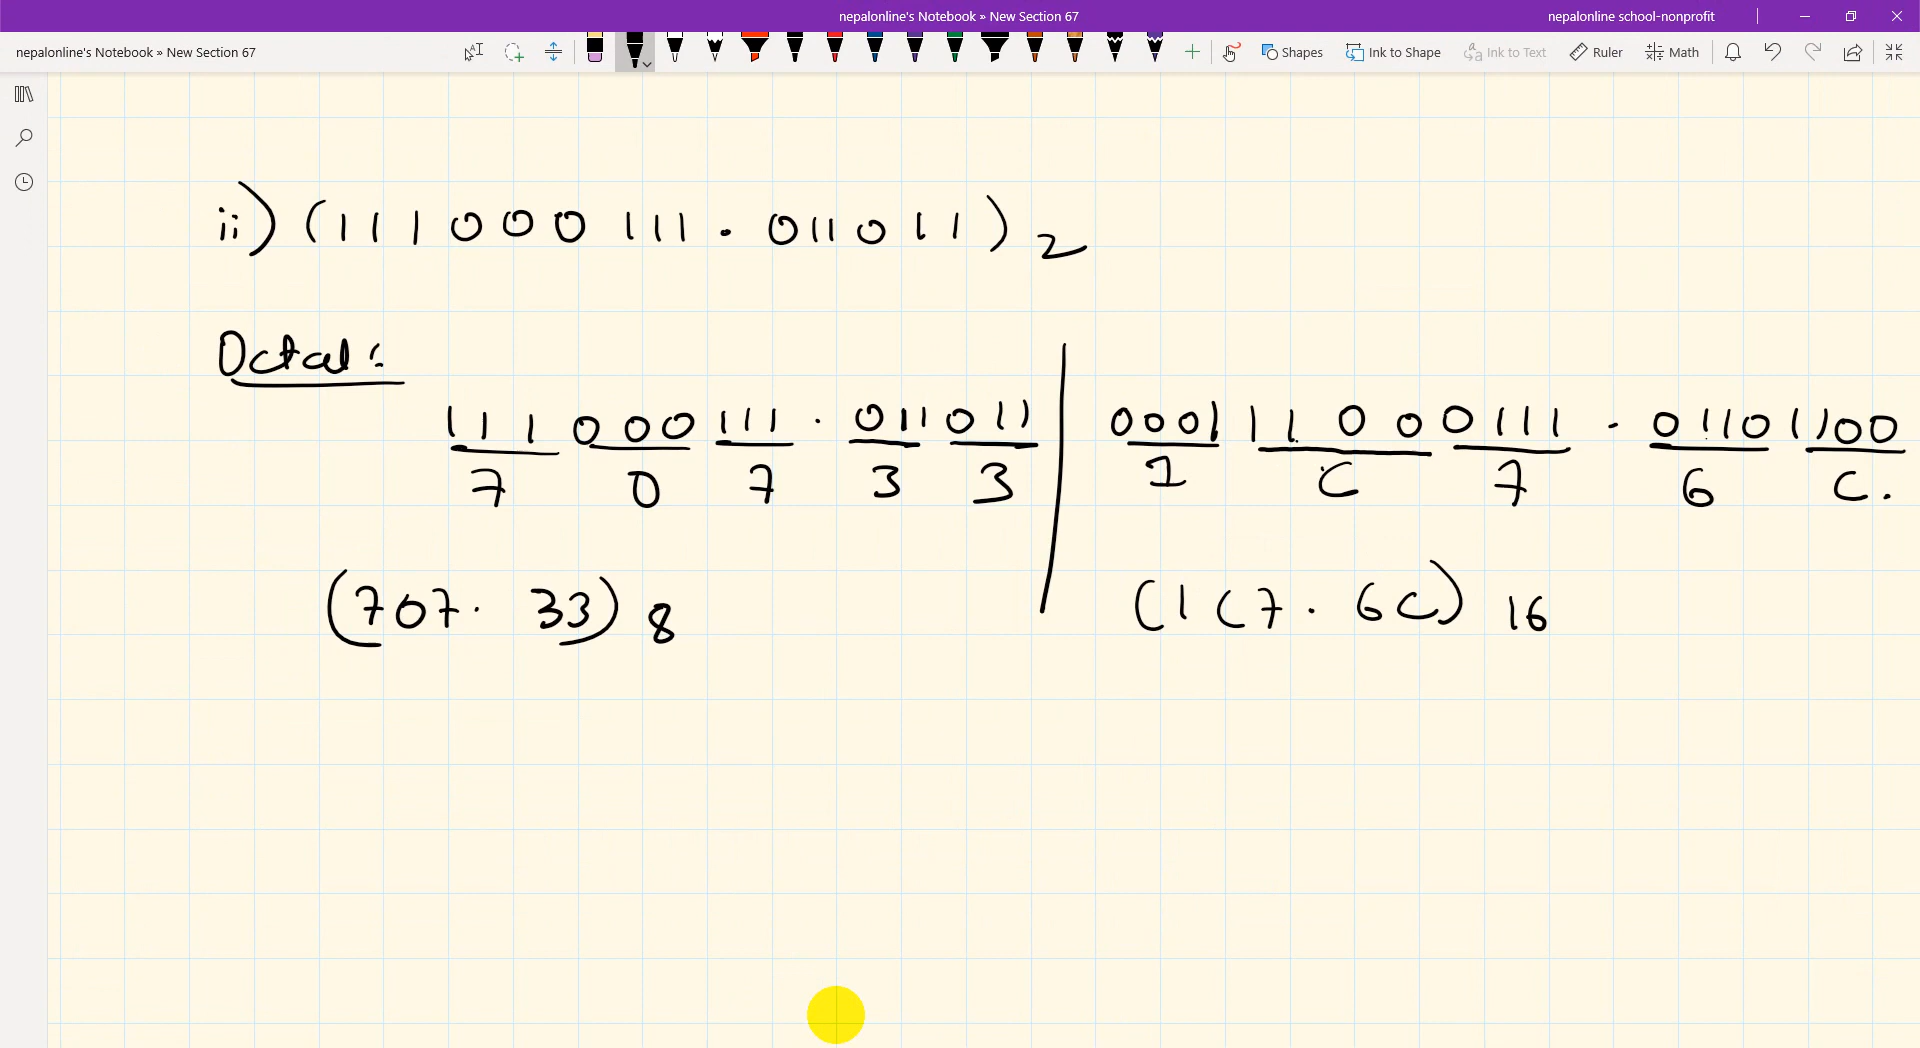 nepalonline's Notebook » New Section 67
nepalonline school-nonprofit
nepalonline's Notebook » New Section 67
Shapes
Ink to Shape
Ink to Text
Ruler
Math
ii) (111000111.011011)2
Octal:
111 000 111 . 011 011
7 0 7 3 3
(707. 33)8
0001 1100 0111 . 0110 1100
1 C 7 6 C.
(1C7.6C)16